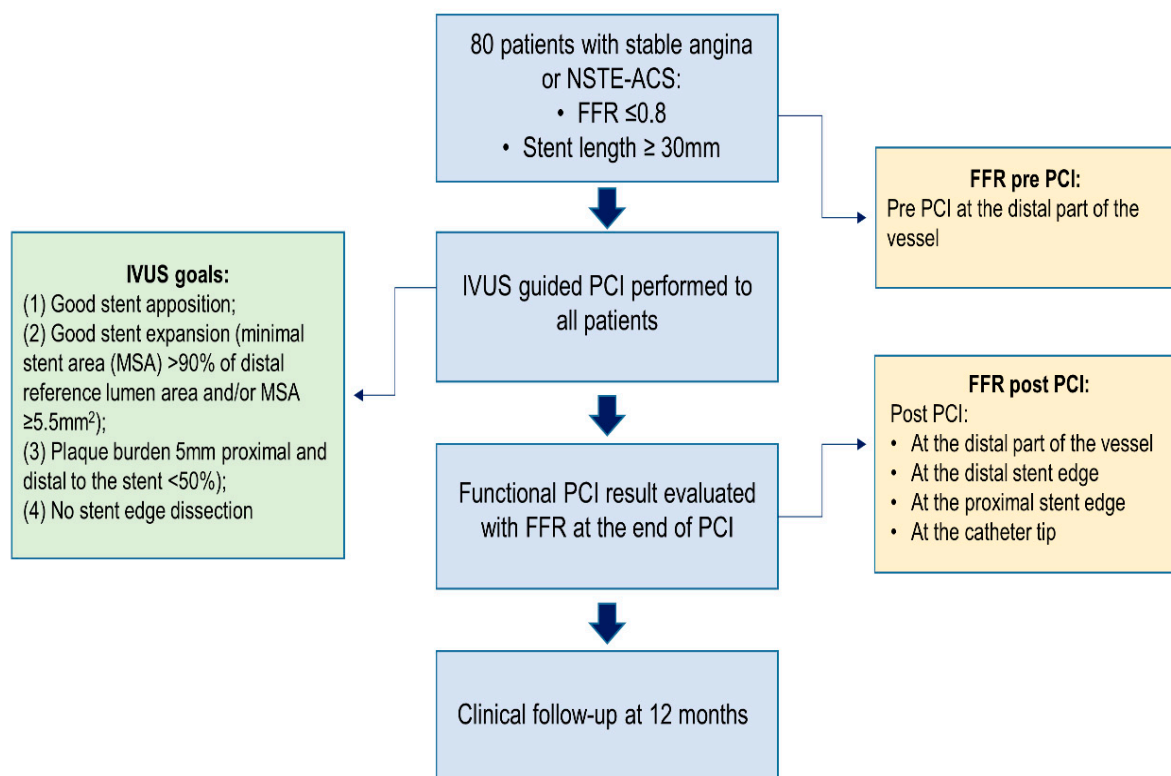 80 patients with stable angina
or NSTE-ACS:
• FFR ≤0.8
• Stent length ≥ 30mm
FFR pre PCI:
Pre PCI at the distal part of the
vessel
IVUS guided PCI performed to
all patients
IVUS goals:
(1) Good stent apposition;
(2) Good stent expansion (minimal
stent area (MSA) >90% of distal
reference lumen area and/or MSA
≥5.5mm²);
(3) Plaque burden 5mm proximal and
distal to the stent <50%);
(4) No stent edge dissection
Functional PCI result evaluated
with FFR at the end of PCI
FFR post PCI:
Post PCI:
• At the distal part of the vessel
• At the distal stent edge
• At the proximal stent edge
• At the catheter tip
Clinical follow-up at 12 months